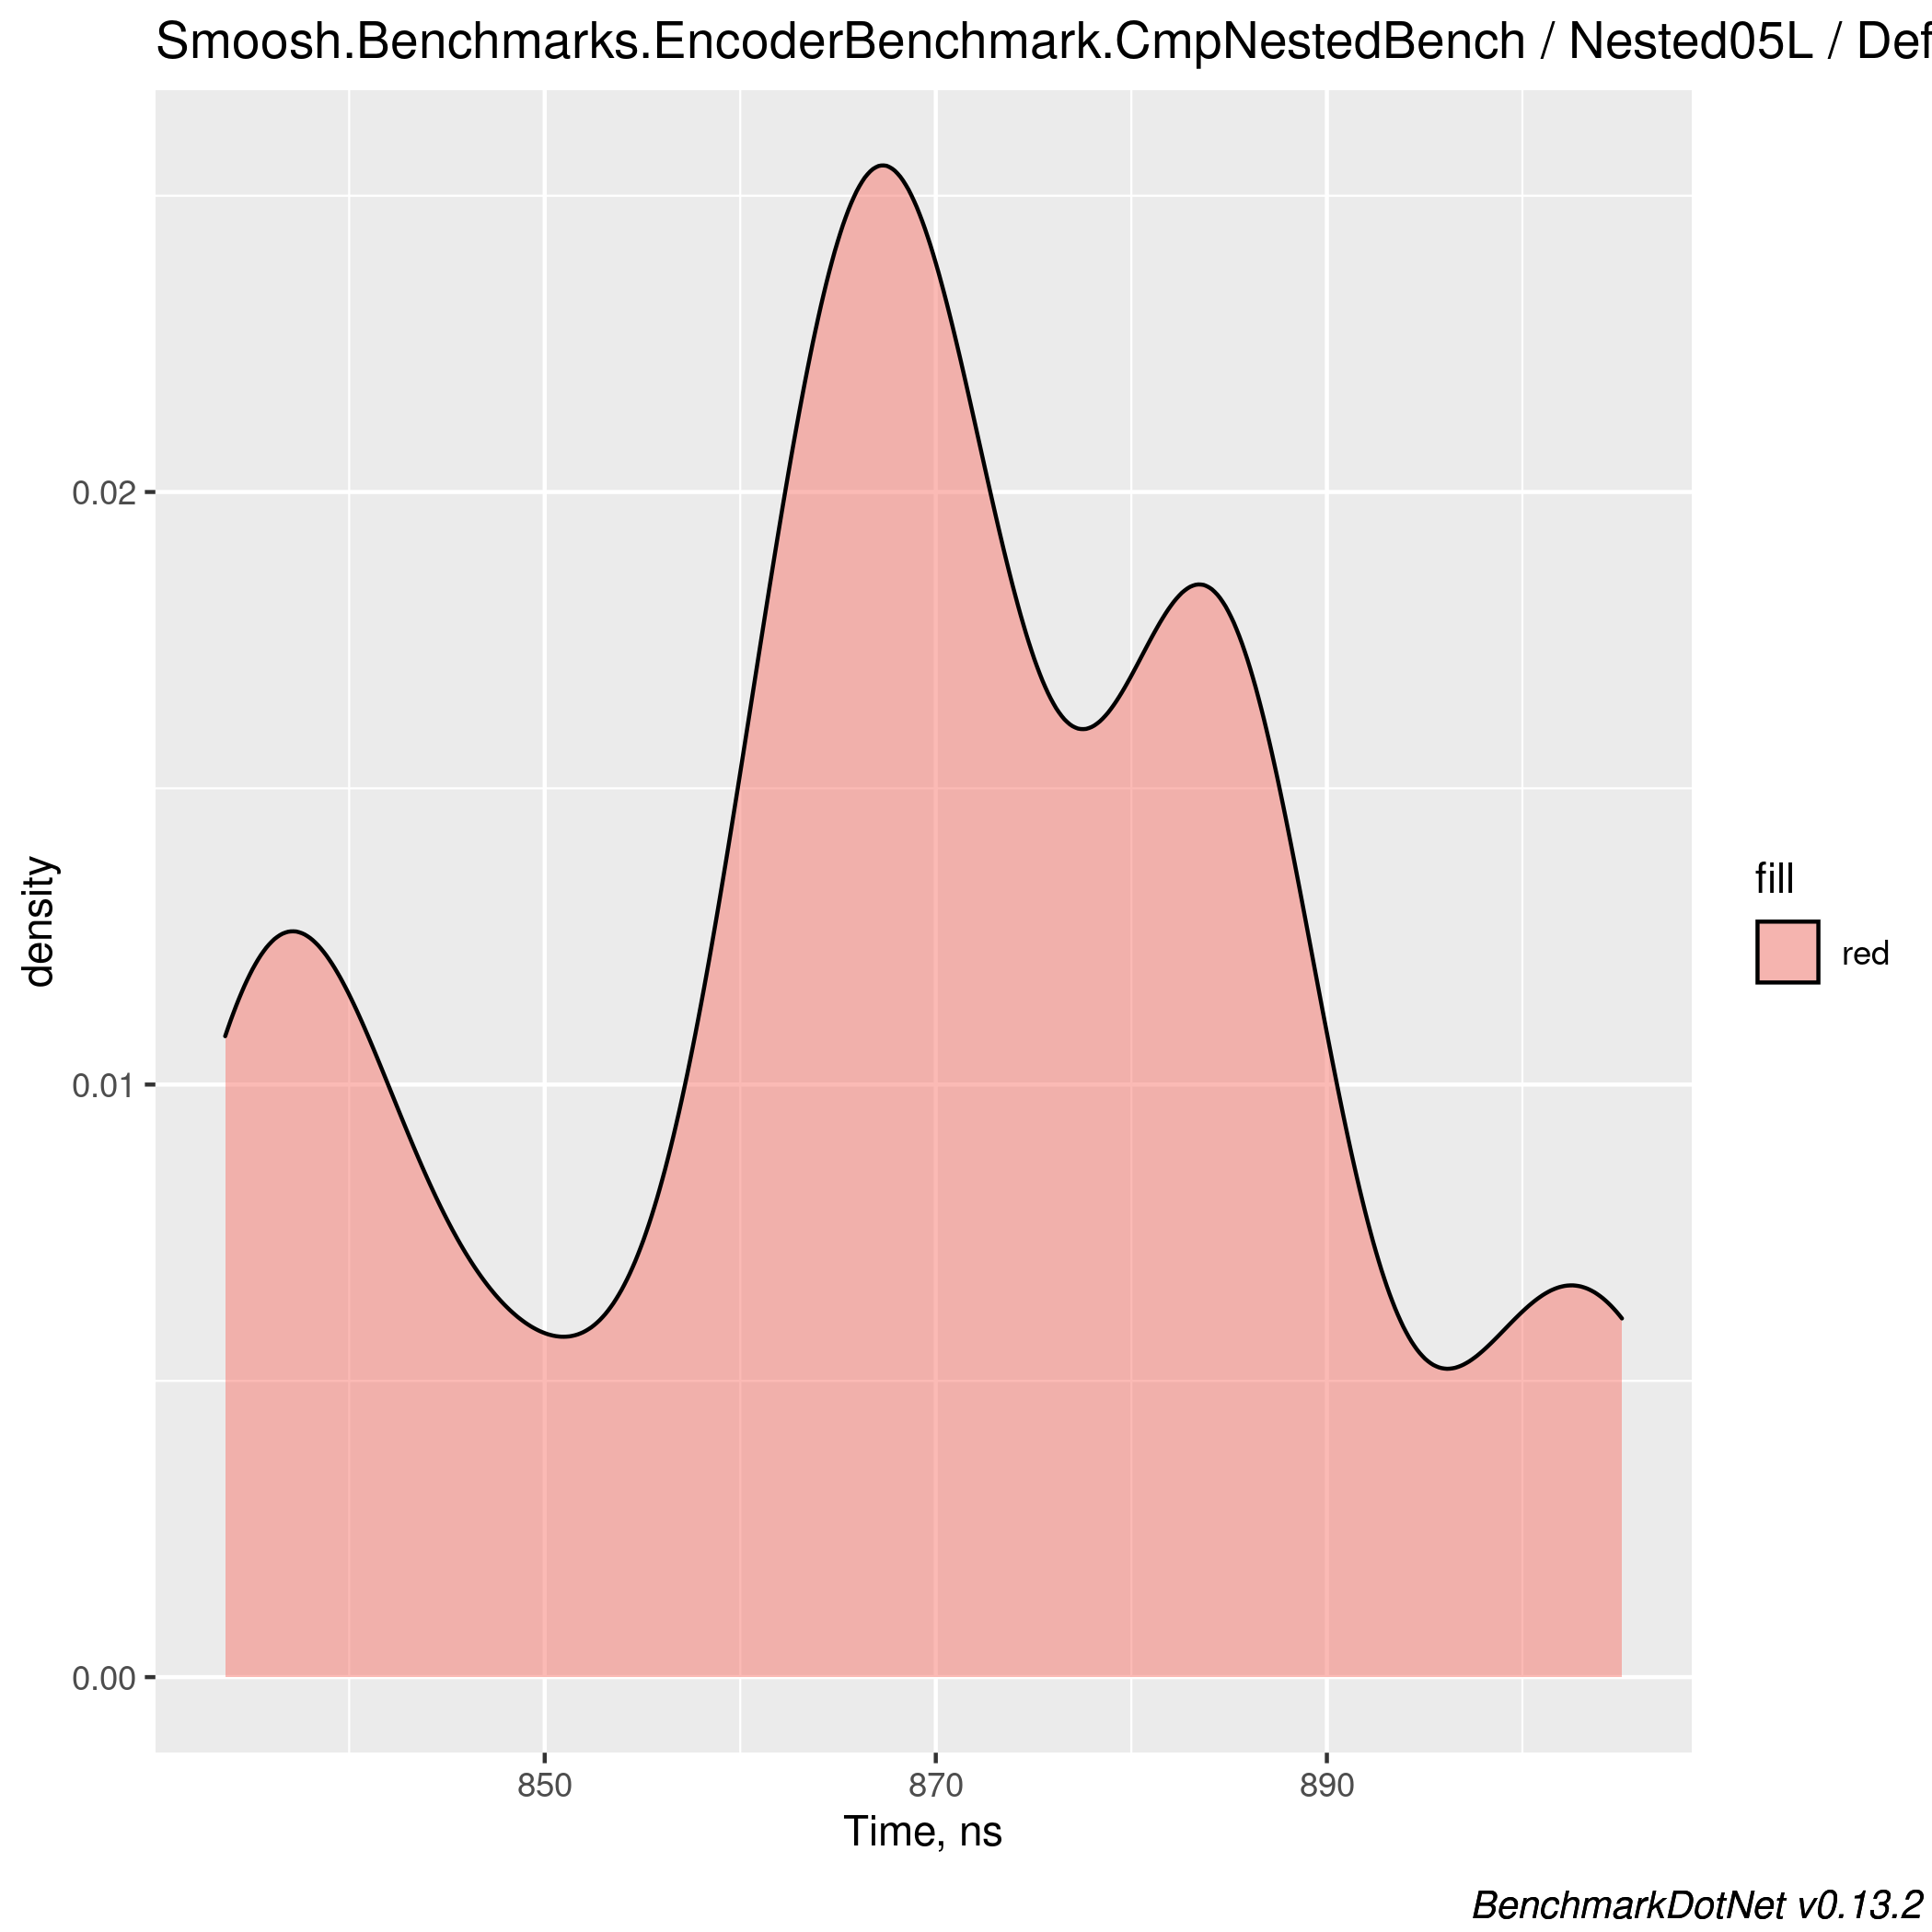 Smoosh.Benchmarks.EncoderBenchmark.CmpNestedBench / Nested05L / Def
density
0.02
0.01
0.00
850 870 890
Time, ns
fill
red
BenchmarkDotNet v0.13.2